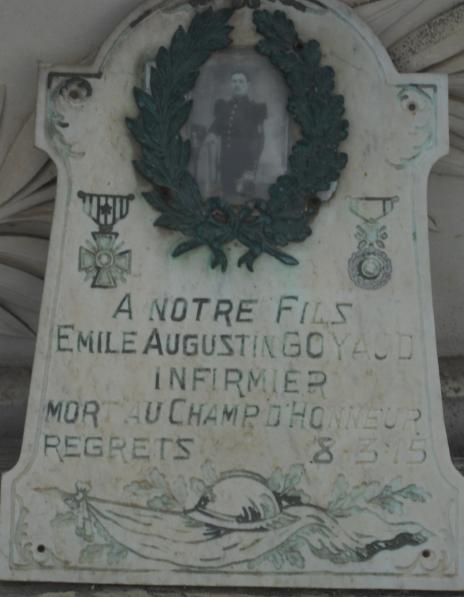 A NOTRE FILS
EMILE AUGUSTIN GOYAUD
INFIRMIER
MORT AU CHAMP D'HONNEUR
REGRETS 8.3.15